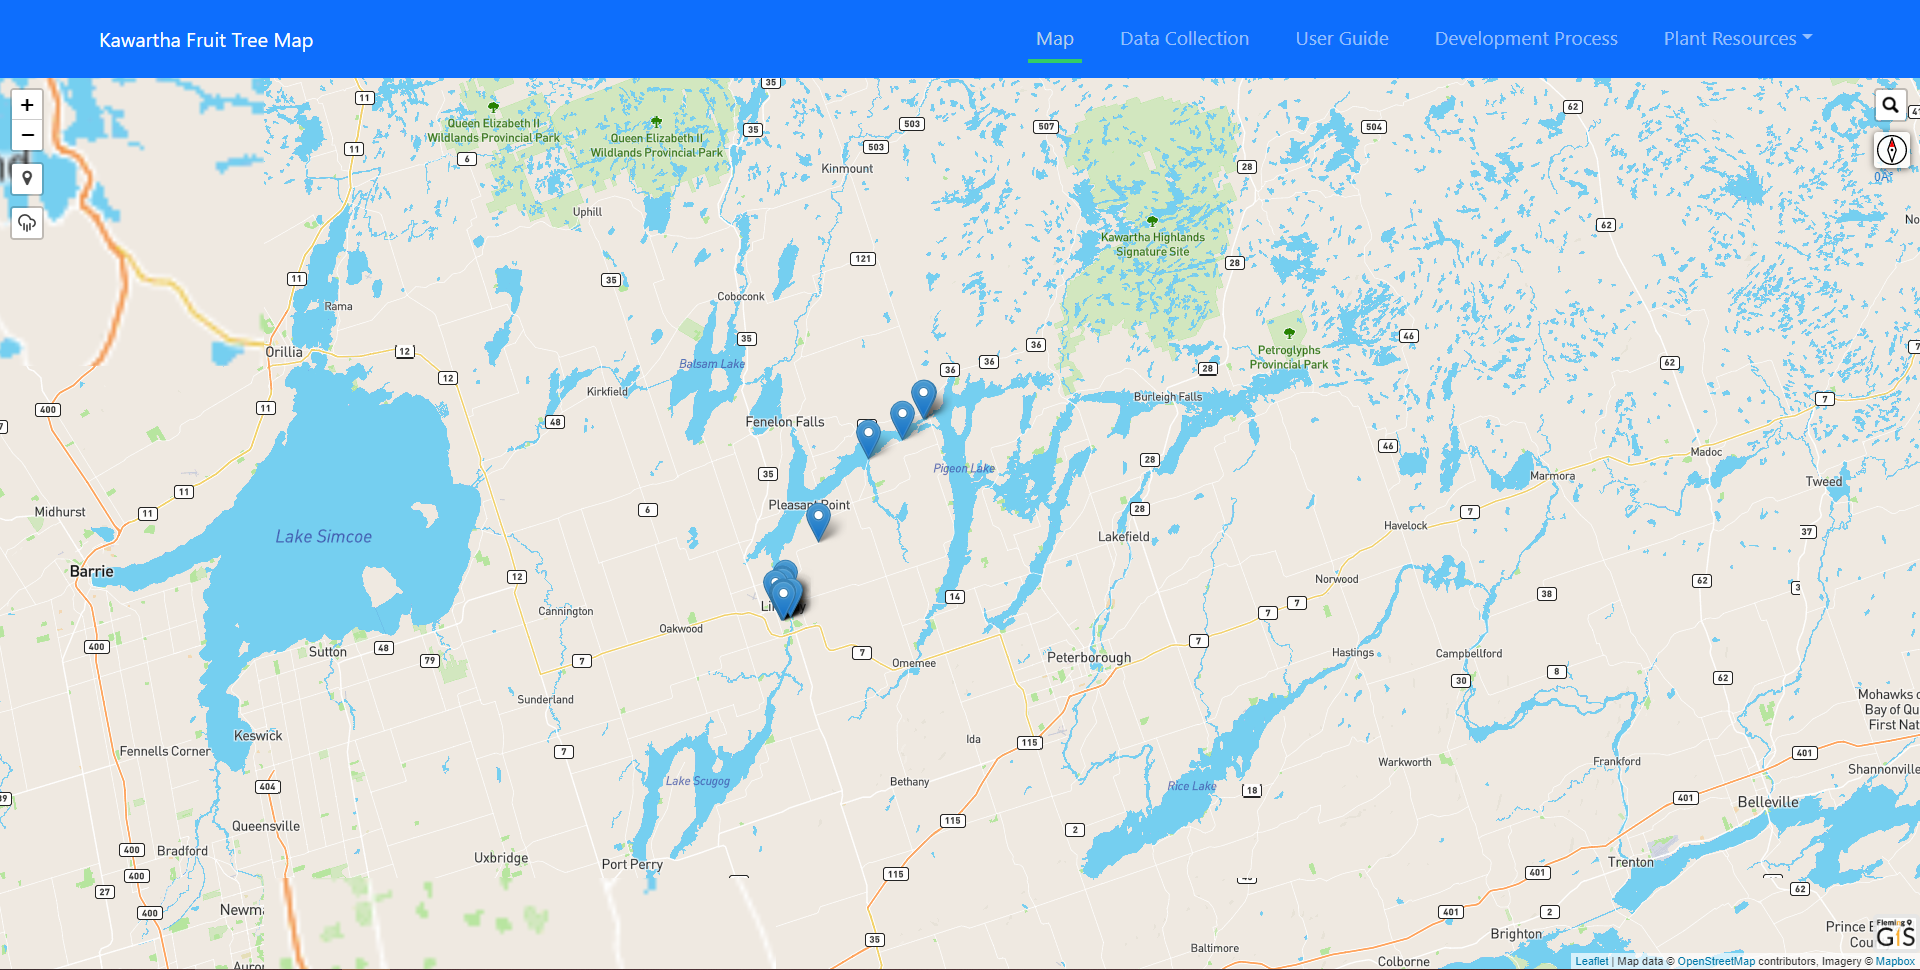 Kawartha Fruit Tree Map
Map
Data Collection
User Guide
Development Process
Plant Resources
+
−
35
11
62
503
507
504
35
Queen Elizabeth II
Wildlands Provincial Park
Queen Elizabeth II
Wildlands Provincial Park
11
503
6
Kinmount
28
Uphill
62
No
Kawartha Highlands
Signature Site
121
28
11
35
Coboconk
Rama
Petroglyphs
Provincial Park
35
46
36
12
Orillia
36
62
7
Balsam Lake
28
36
12
Kirkfield
Burleigh Falls
7
400
11
48
Fenelon Falls
46
Madoc
28
Pigeon Lake
35
Marmora
Tweed
11
Pleasant Point
28
7
6
Midhurst
11
Havelock
37
Lake Simcoe
Lakefield
Barrie
12
Norwood
62
38
14
7
7
Cannington
Oakwood
7
400
48
Sutton
79
7
7
Omemee
Peterborough
Hastings
Campbellford
8
30
62
Sunderland
Mohawks o
Bay of Qu
First Nat
Keswick
Ida
115
Fennells Corner
7
401
Warkworth
Frankford
Shannonville
Lake Scugog
Bethany
404
Rice Lake
18
401
Belleville
Queensville
115
2
Bradford
400
Uxbridge
Port Perry
Trenton
400
115
401
27
62
400
Newm
401
2
35
Brighton
Prince E
Cou
Baltimore
Colborne
Fleming
GIS
Leaflet | Map data © OpenStreetMap contributors, Imagery © Mapbox